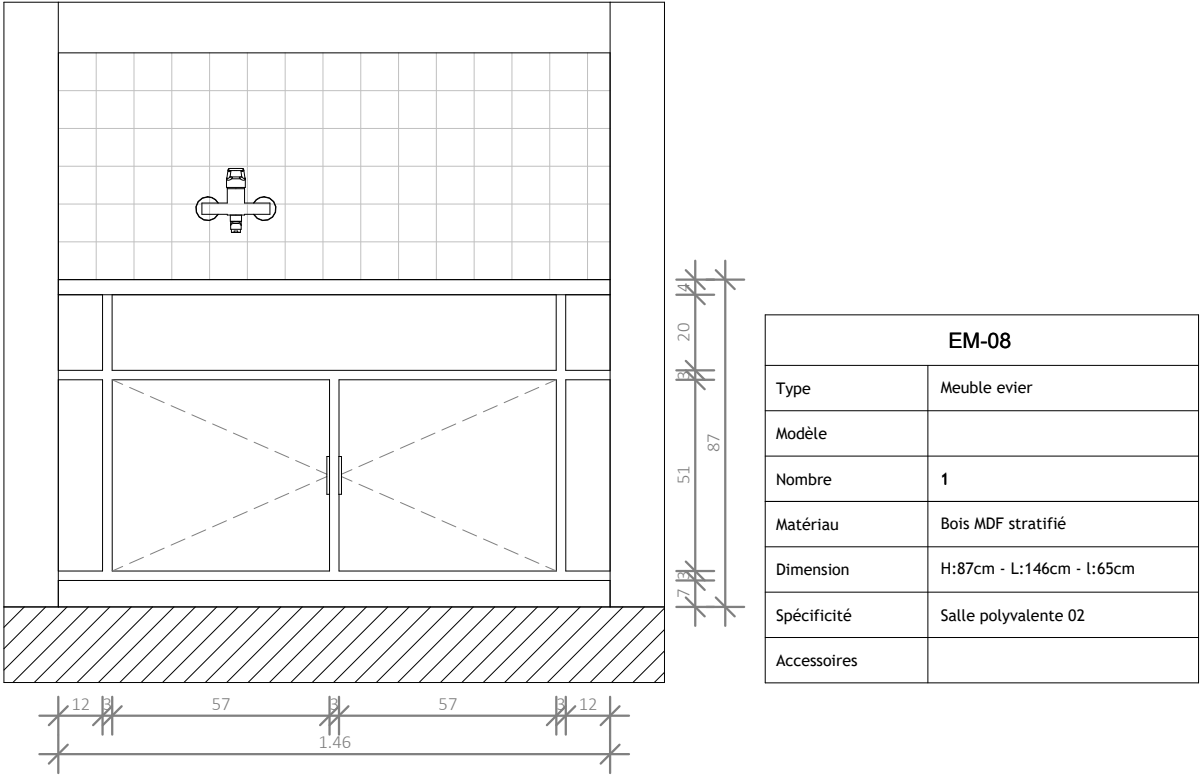 4
20
3
51
3
7
87
12
3
57
3
57
3
12
1.46
EM-08
Type Meuble evier
Modèle
Nombre 1
Matériau Bois MDF stratifié
Dimension H:87cm - L:146cm - l:65cm
Spécificité Salle polyvalente 02
Accessoires